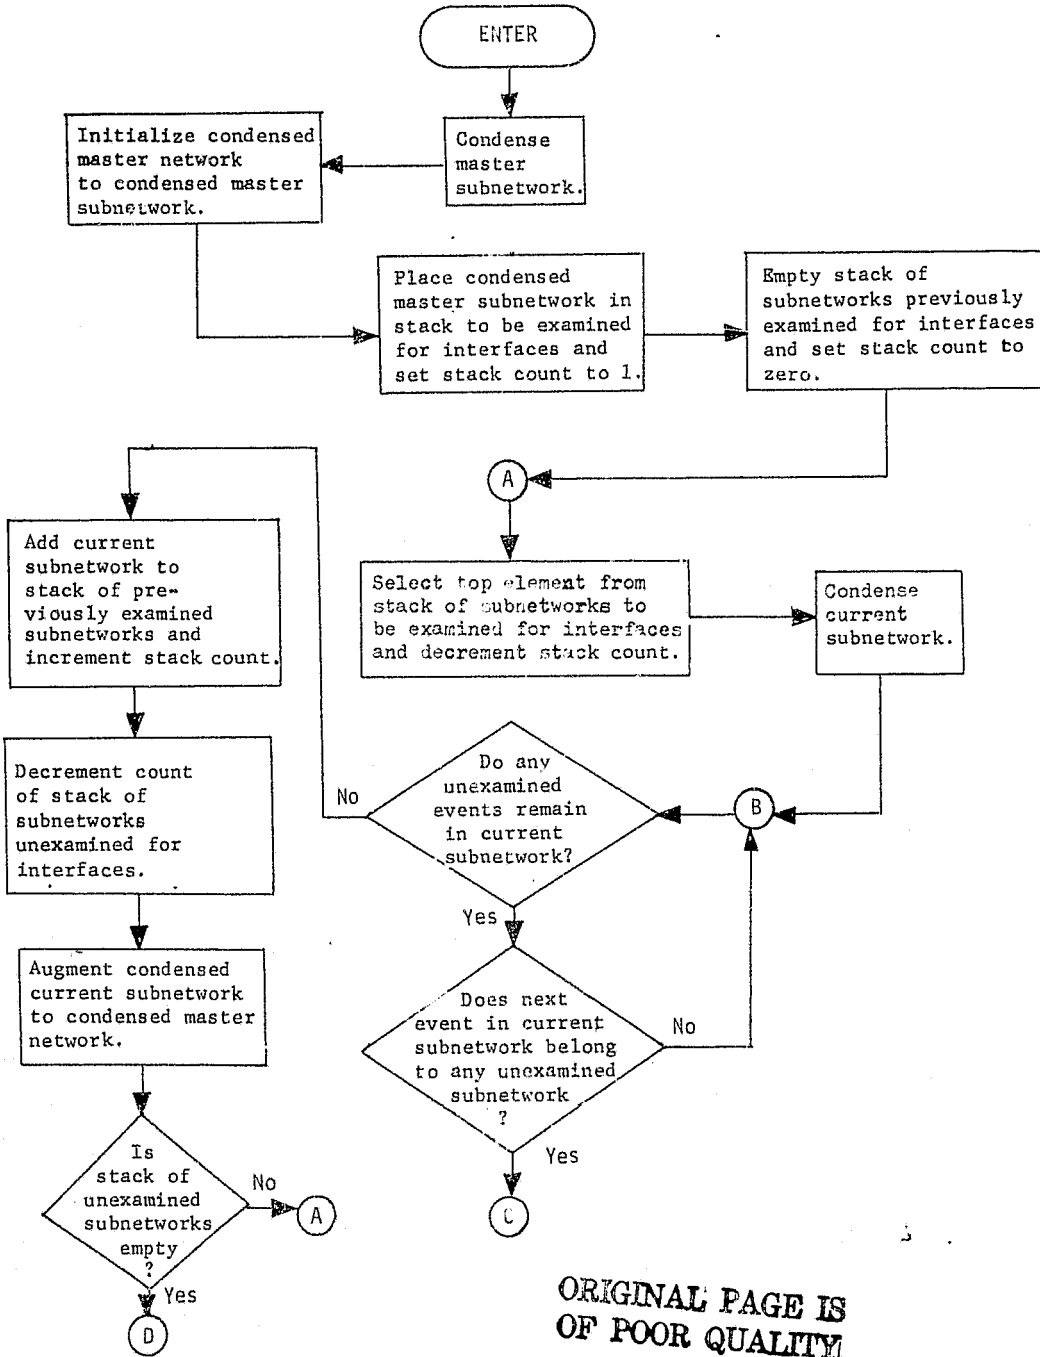 ENTER
Condense
master
subnetwork.
Initialize condensed
master network
to condensed master
subnetwork.
Place condensed
master subnetwork in
stack to be examined
for interfaces and
set stack count to 1.
Empty stack of
subnetworks previously
examined for interfaces
and set stack count to
zero.
A
Select top element from
stack of subnetworks to
be examined for interfaces
and decrement stack count.
Condense
current
subnetwork.
B
Do any
unexamined
events remain
in current
subnetwork?
No
Yes
Does next
event in current
subnetwork belong
to any unexamined
subnetwork
?
No
Yes
C
Add current
subnetwork to
stack of pre-
viously examined
subnetworks and
increment stack count.
Decrement count
of stack of
subnetworks
unexamined for
interfaces.
Augment condensed
current subnetwork
to condensed master
network.
Is
stack of
unexamined
subnetworks
empty
?
No
A
Yes
D
ORIGINAL PAGE IS
OF POOR QUALITY